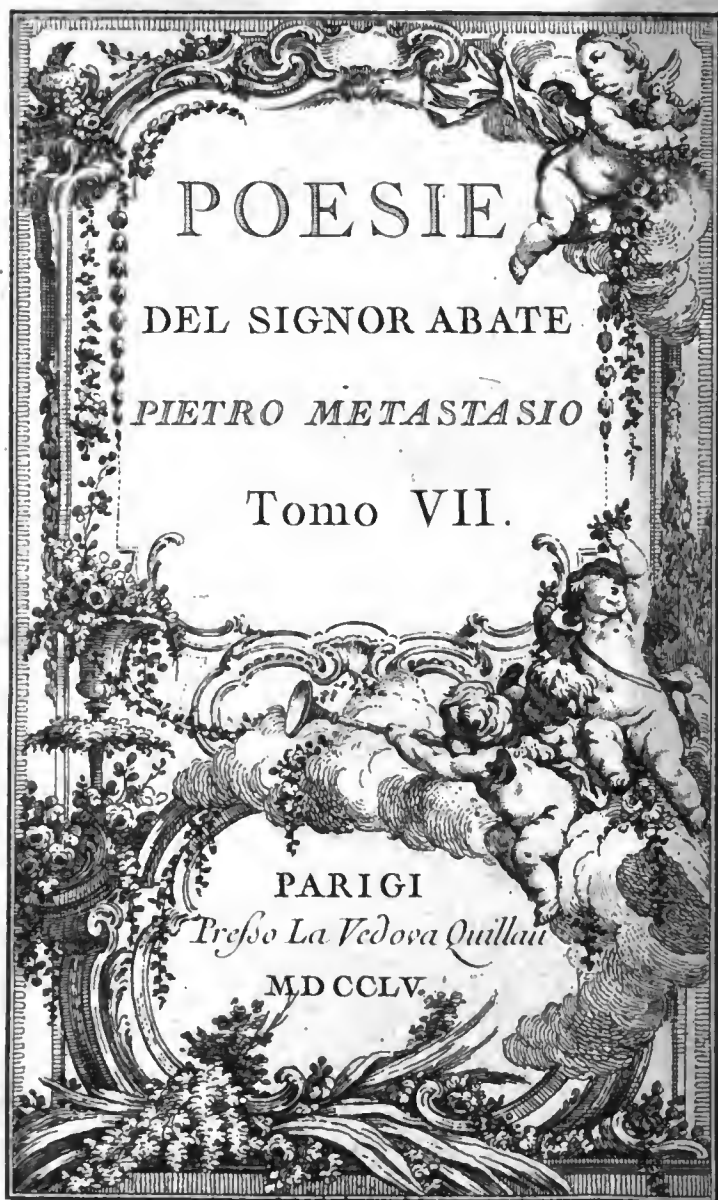 POESIE
DEL SIGNOR ABATE
PIETRO METASTASIO
Tomo VII.
PARIGI
Preſso La Vedova Quillau
MDCCLV.